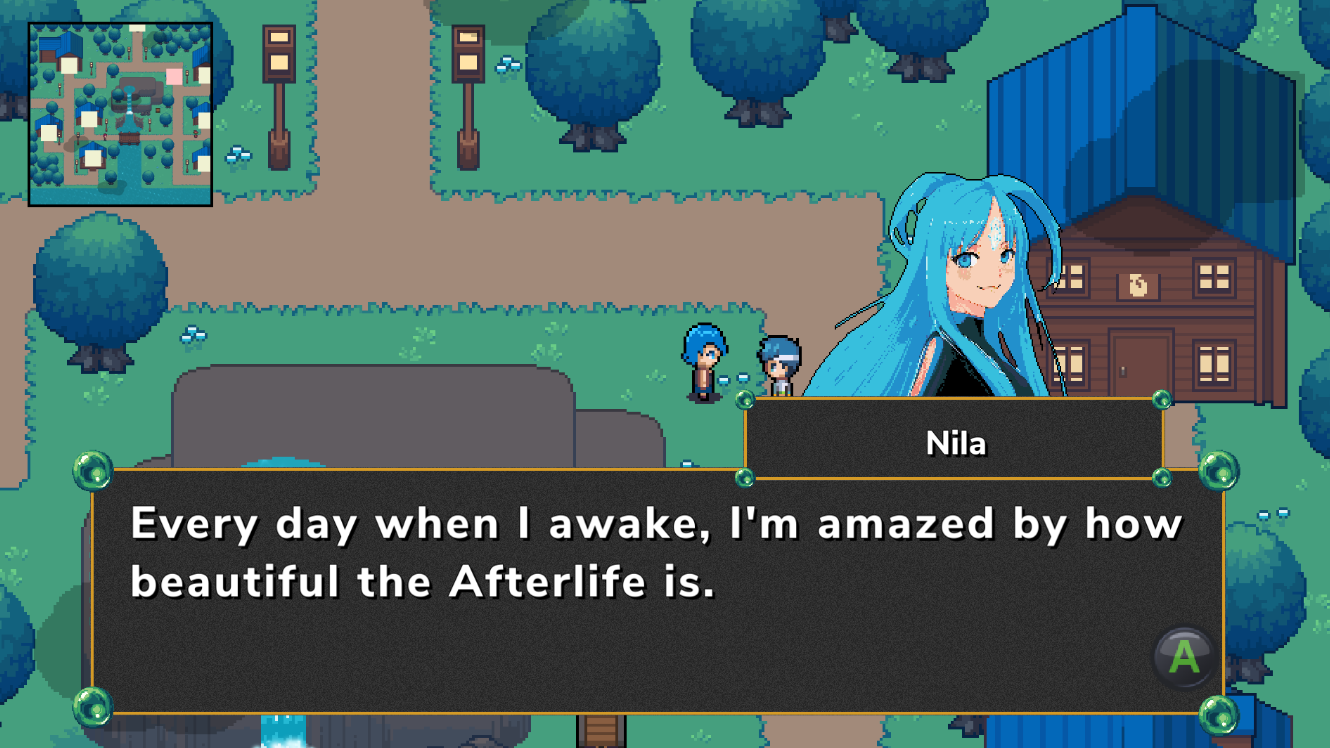 Nila
Every day when I awake, I'm amazed by how
beautiful the Afterlife is.
A